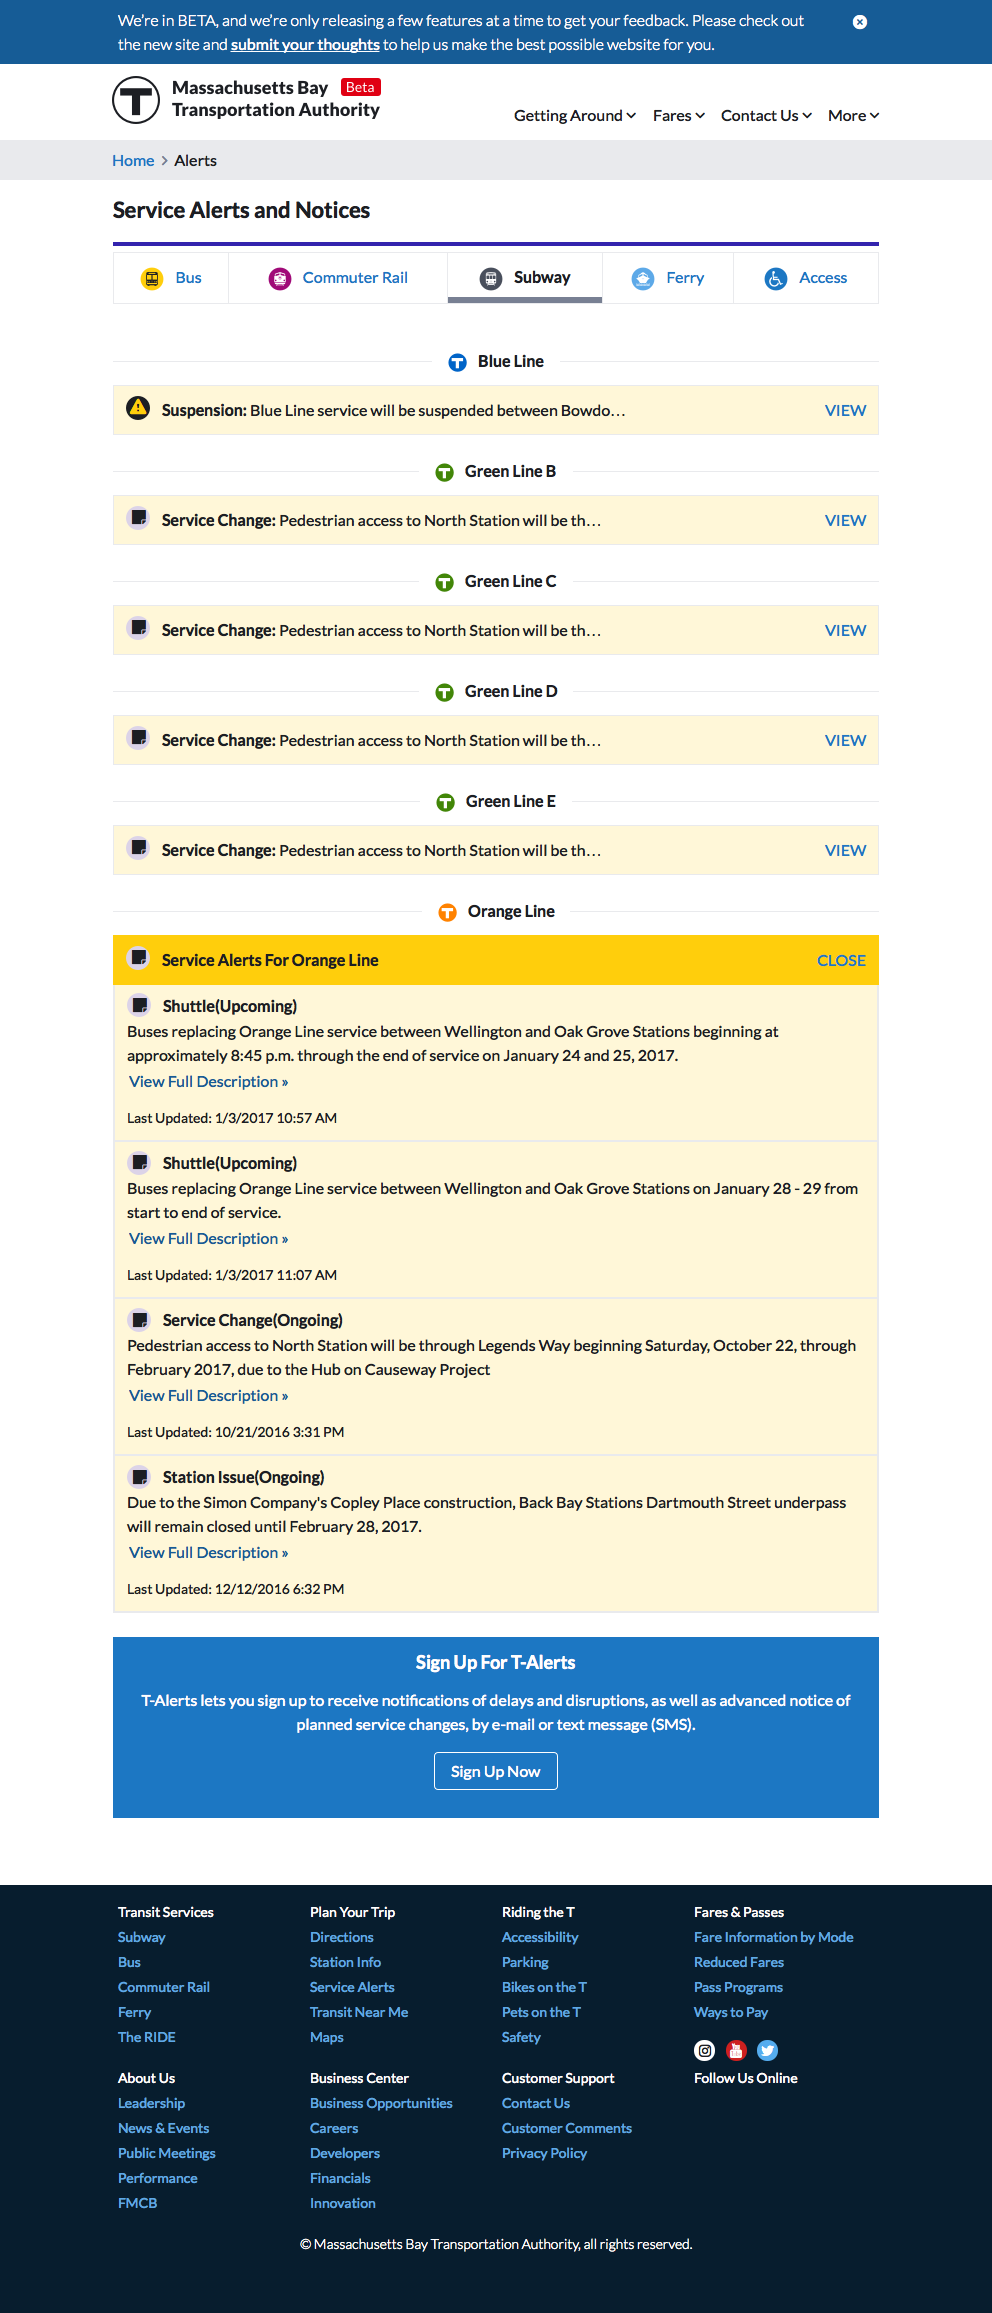 We're in BETA, and we're only releasing a few features at a time to get your feedback. Please check out
the new site and submit your thoughts to help us make the best possible website for you.
Massachusetts Bay Beta
Transportation Authority
Getting Around Fares Contact Us More
Home > Alerts
Service Alerts and Notices
Bus Commuter Rail Subway Ferry Access
T Blue Line
Suspension: Blue Line service will be suspended between Bowdo… VIEW
T Green Line B
Service Change: Pedestrian access to North Station will be th… VIEW
T Green Line C
Service Change: Pedestrian access to North Station will be th… VIEW
T Green Line D
Service Change: Pedestrian access to North Station will be th… VIEW
T Green Line E
Service Change: Pedestrian access to North Station will be th… VIEW
T Orange Line
Service Alerts For Orange Line CLOSE
Shuttle(Upcoming)
Buses replacing Orange Line service between Wellington and Oak Grove Stations beginning at
approximately 8:45 p.m. through the end of service on January 24 and 25, 2017.
View Full Description »
Last Updated: 1/3/2017 10:57 AM
Shuttle(Upcoming)
Buses replacing Orange Line service between Wellington and Oak Grove Stations on January 28 - 29 from
start to end of service.
View Full Description »
Last Updated: 1/3/2017 11:07 AM
Service Change(Ongoing)
Pedestrian access to North Station will be through Legends Way beginning Saturday, October 22, through
February 2017, due to the Hub on Causeway Project
View Full Description »
Last Updated: 10/21/2016 3:31 PM
Station Issue(Ongoing)
Due to the Simon Company's Copley Place construction, Back Bay Stations Dartmouth Street underpass
will remain closed until February 28, 2017.
View Full Description »
Last Updated: 12/12/2016 6:32 PM
Sign Up For T-Alerts
T-Alerts lets you sign up to receive notifications of delays and disruptions, as well as advanced notice of
planned service changes, by e-mail or text message (SMS).
Sign Up Now
Transit Services Plan Your Trip Riding the T Fares & Passes
Subway Directions Accessibility Fare Information by Mode
Bus Station Info Parking Reduced Fares
Commuter Rail Service Alerts Bikes on the T Pass Programs
Ferry Transit Near Me Pets on the T Ways to Pay
The RIDE Maps Safety
About Us Business Center Customer Support Follow Us Online
Leadership Business Opportunities Contact Us
News & Events Careers Customer Comments
Public Meetings Developers Privacy Policy
Performance Financials
FMCB Innovation
© Massachusetts Bay Transportation Authority, all rights reserved.